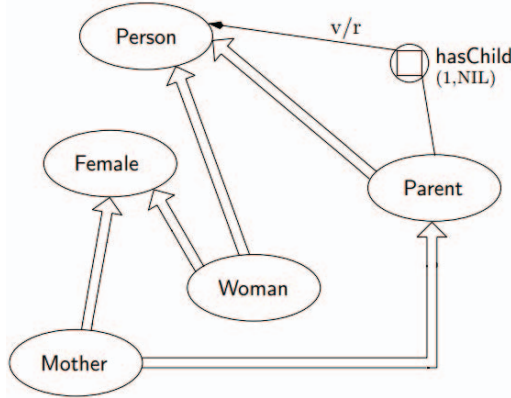 Person
v/r
hasChild
(1,NIL)
Female
Parent
Woman
Mother